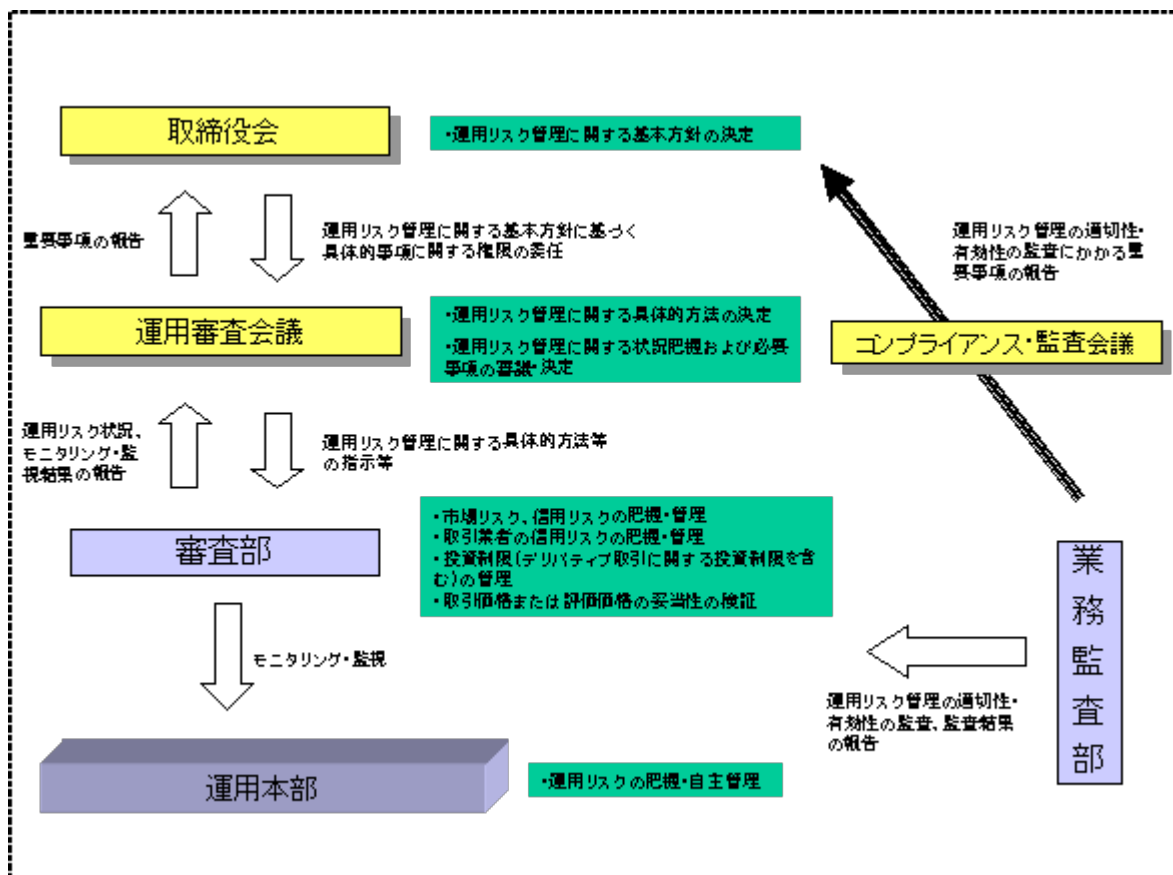 取締役会
・運用リスク管理に関する基本方針の決定
重要事項の報告
運用リスク管理に関する基本方針に基づく
具体的事項に関する権限の委任
運用リスク管理の適切性・
有効性の監査にかかる重
要事項の報告
運用審査会議
・運用リスク管理に関する具体的方法の決定
・運用リスク管理に関する状況把握および必要
事項の審議・決定
コンプライアンス・監査会議
運用リスク状況、
モニタリング・監
視結果の報告
運用リスク管理に関する具体的方法等
の指示等
審査部
・市場リスク、信用リスクの把握・管理
・取引業者の信用リスクの把握・管理
・投資制限(デリバティブ取引に関する投資制限を含
む)の管理
・取引価格または評価価格の妥当性の検証
業務監査部
モニタリング・監視
運用リスク管理の適切性・
有効性の監査、監査結果
の報告
運用本部
・運用リスクの把握・自主管理